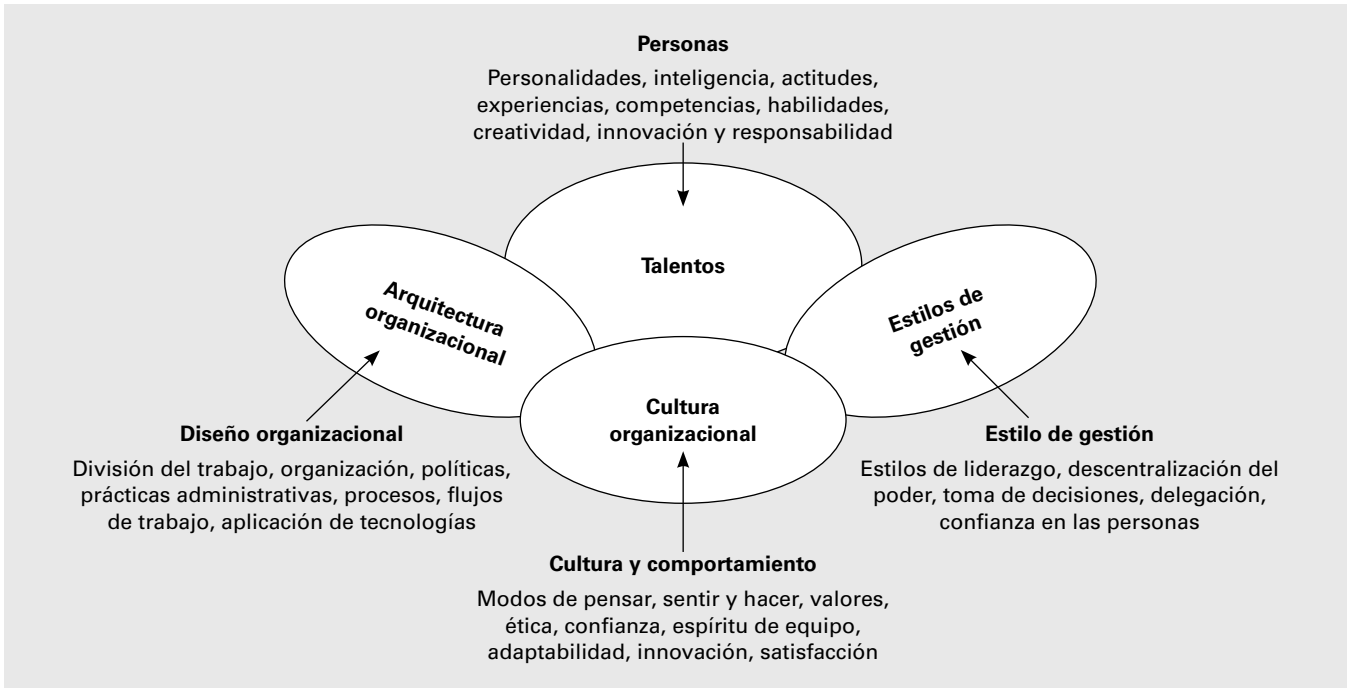 Personas
Personalidades, inteligencia, actitudes,
experiencias, competencias, habilidades,
creatividad, innovación y responsabilidad
Talentos
Arquitectura
organizacional
Estilos de
gestión
Cultura
organizacional
Diseño organizacional
División del trabajo, organización, políticas,
prácticas administrativas, procesos, flujos
de trabajo, aplicación de tecnologías
Estilo de gestión
Estilos de liderazgo, descentralización del
poder, toma de decisiones, delegación,
confianza en las personas
Cultura y comportamiento
Modos de pensar, sentir y hacer, valores,
ética, confianza, espíritu de equipo,
adaptabilidad, innovación, satisfacción